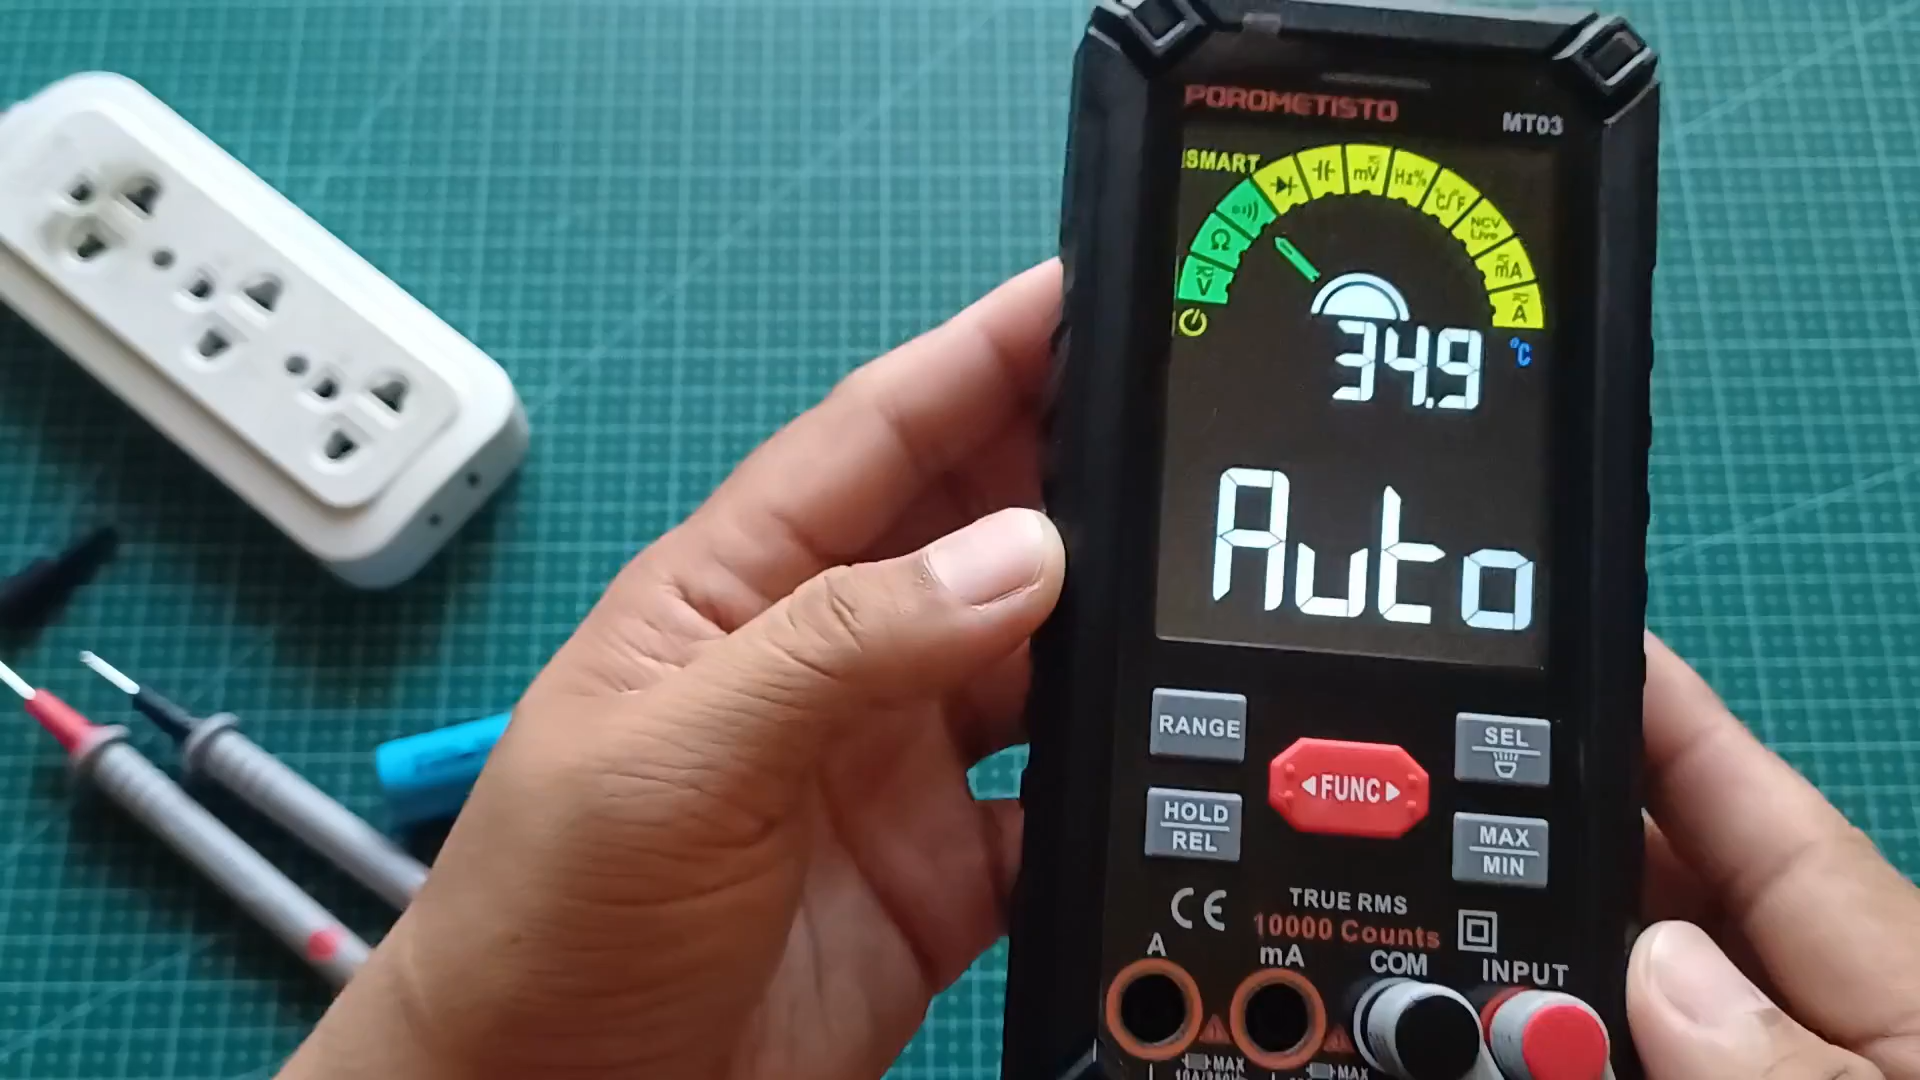 POROMETISTO
MT03
SMART
mV
Hz%
°C/°F
NCV
Live
mA
Ω
V
A
34.9 °C
Auto
RANGE
SEL
◄FUNC►
HOLD
REL
MAX
MIN
CE
TRUE RMS
10000 Counts
A
mA
COM
INPUT
MAX
MAX